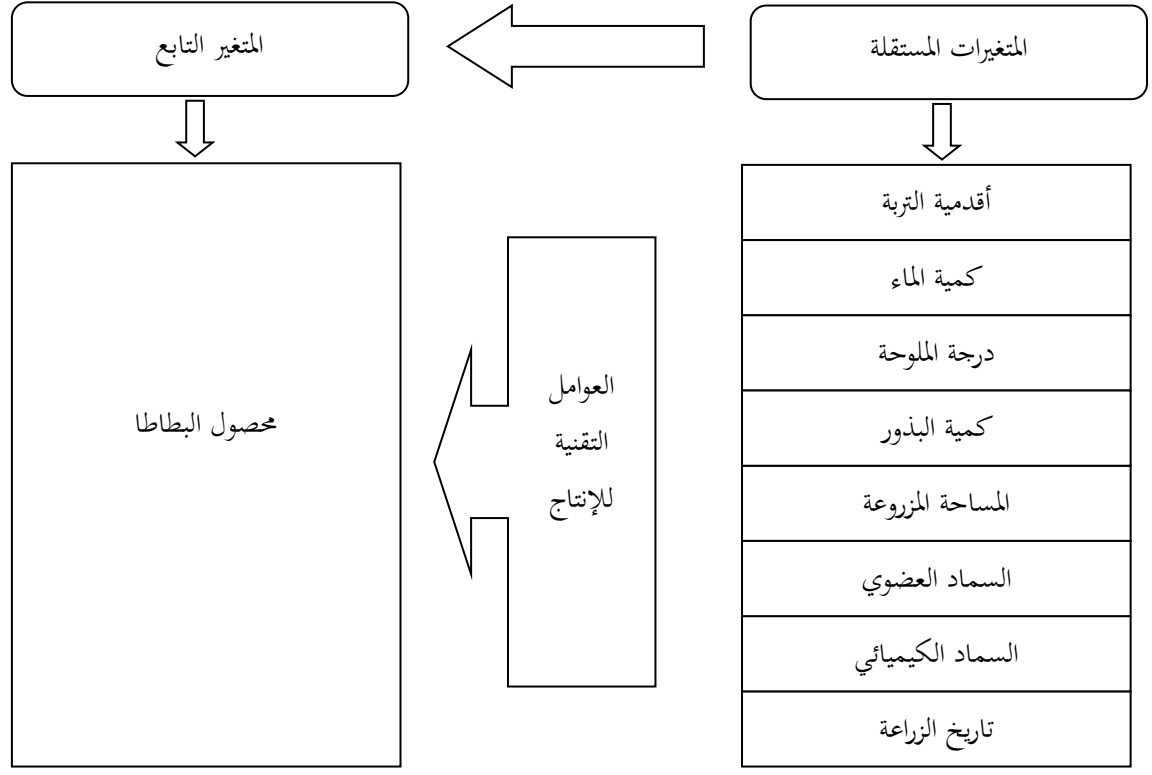 المتغيرات المستقلة
المتغير التابع
أقدمية التربة
كمية الماء
درجة الملوحة
كمية البذور
المساحة المزروعة
السماد العضوي
السماد الكيميائي
تاريخ الزراعة
العوامل
التقنية
للإنتاج
محصول البطاطا